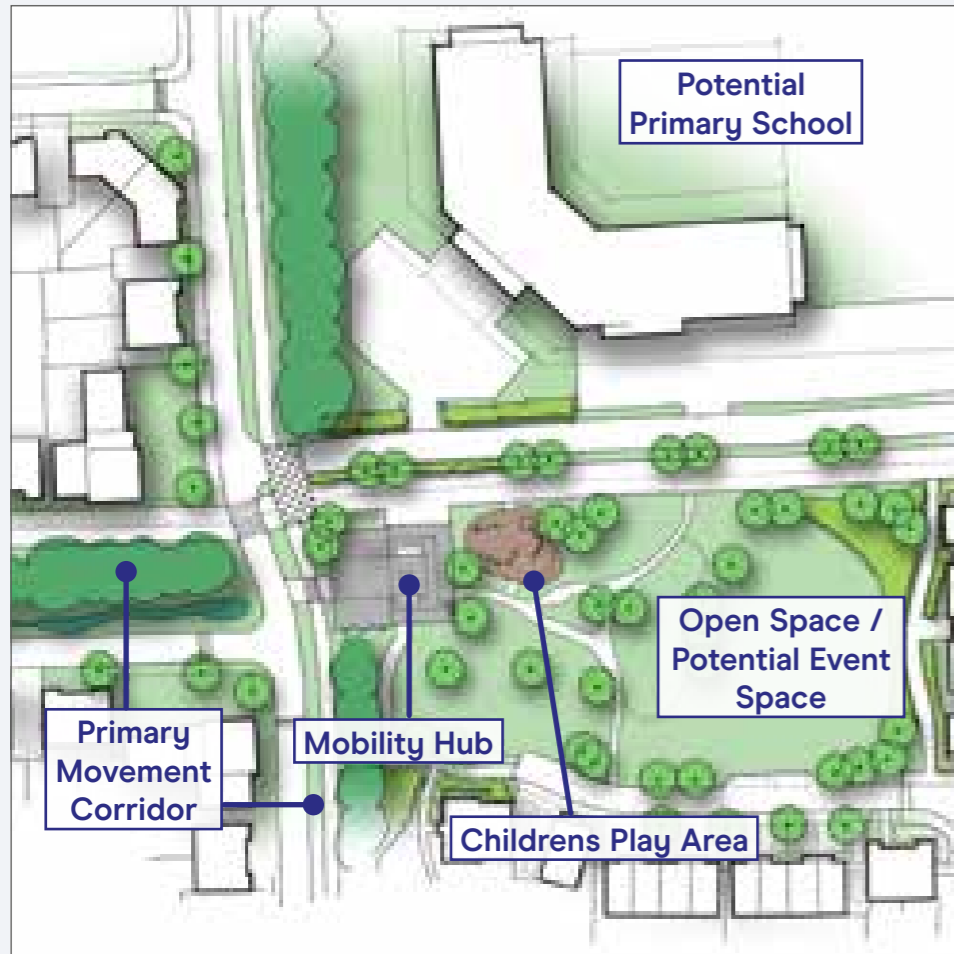 Potential
Primary School
Open Space /
Potential Event
Space
Primary
Movement
Corridor
Mobility Hub
Childrens Play Area